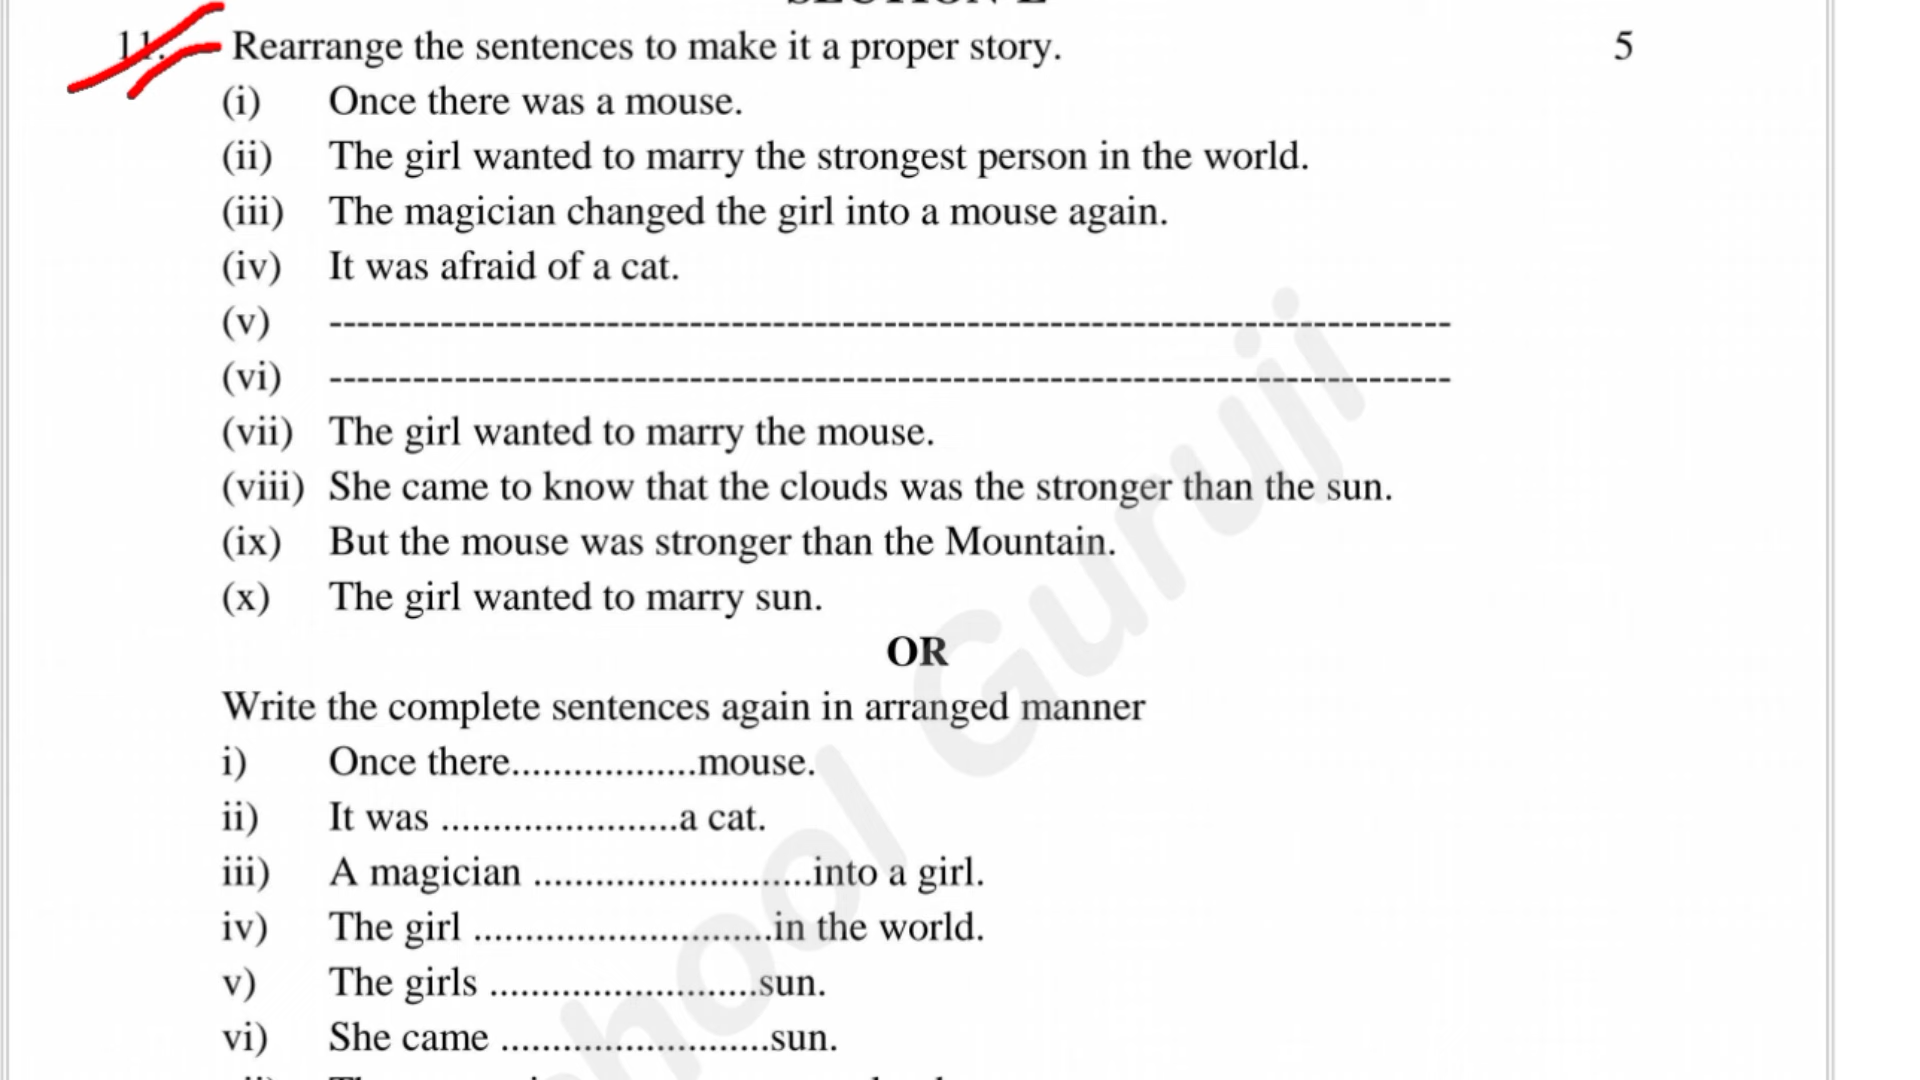 SECTION-E
11. Rearrange the sentences to make it a proper story. 5
(i) Once there was a mouse.
(ii) The girl wanted to marry the strongest person in the world.
(iii) The magician changed the girl into a mouse again.
(iv) It was afraid of a cat.
(v) --------------------------------------------------------------------------------
(vi) --------------------------------------------------------------------------------
(vii) The girl wanted to marry the mouse.
(viii) She came to know that the clouds was the stronger than the sun.
(ix) But the mouse was stronger than the Mountain.
(x) The girl wanted to marry sun.
OR
Write the complete sentences again in arranged manner
i) Once there..................mouse.
ii) It was .......................a cat.
iii) A magician ...........................into a girl.
iv) The girl .............................in the world.
v) The girls ..........................sun.
vi) She came ..........................sun.
hool Guruji